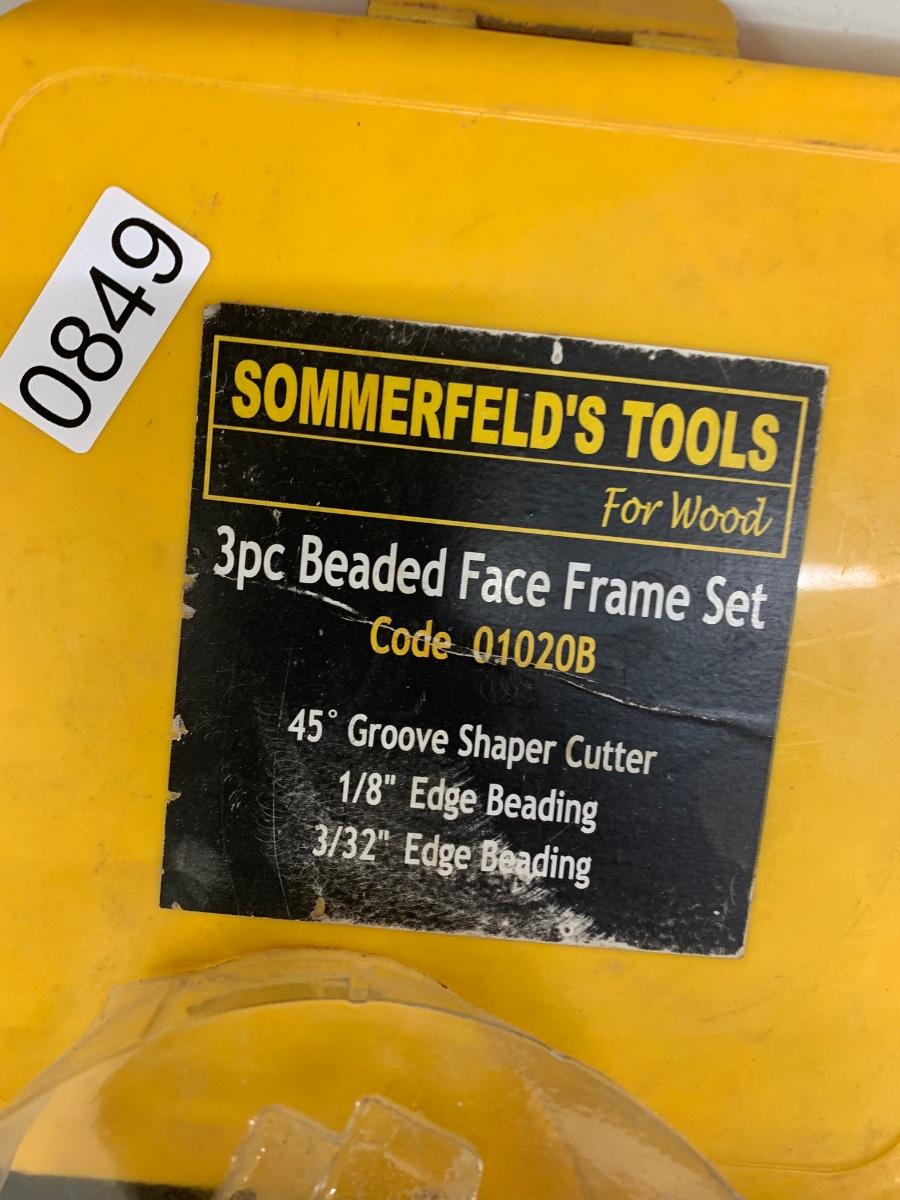 0849
SOMMERFELD'S TOOLS
For Wood
3pc Beaded Face Frame Set
Code 01020B
45° Groove Shaper Cutter
1/8" Edge Beading
3/32" Edge Beading